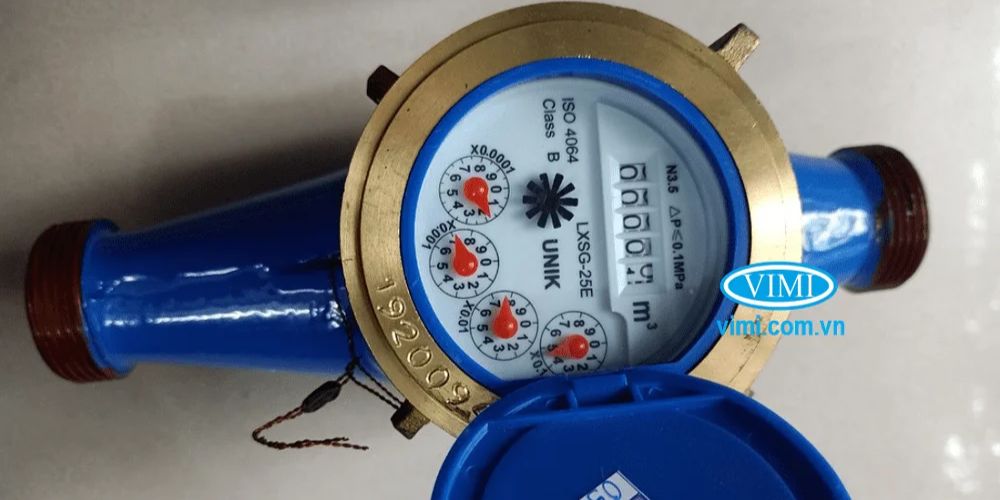 ISO 4064
Class B
UNIK
LXSG-25E
N3.5 △P≤0.1MPa
m³
X0.0001
X0.001
X0.01
X0.1
192009
VIMI
vimi.com.vn